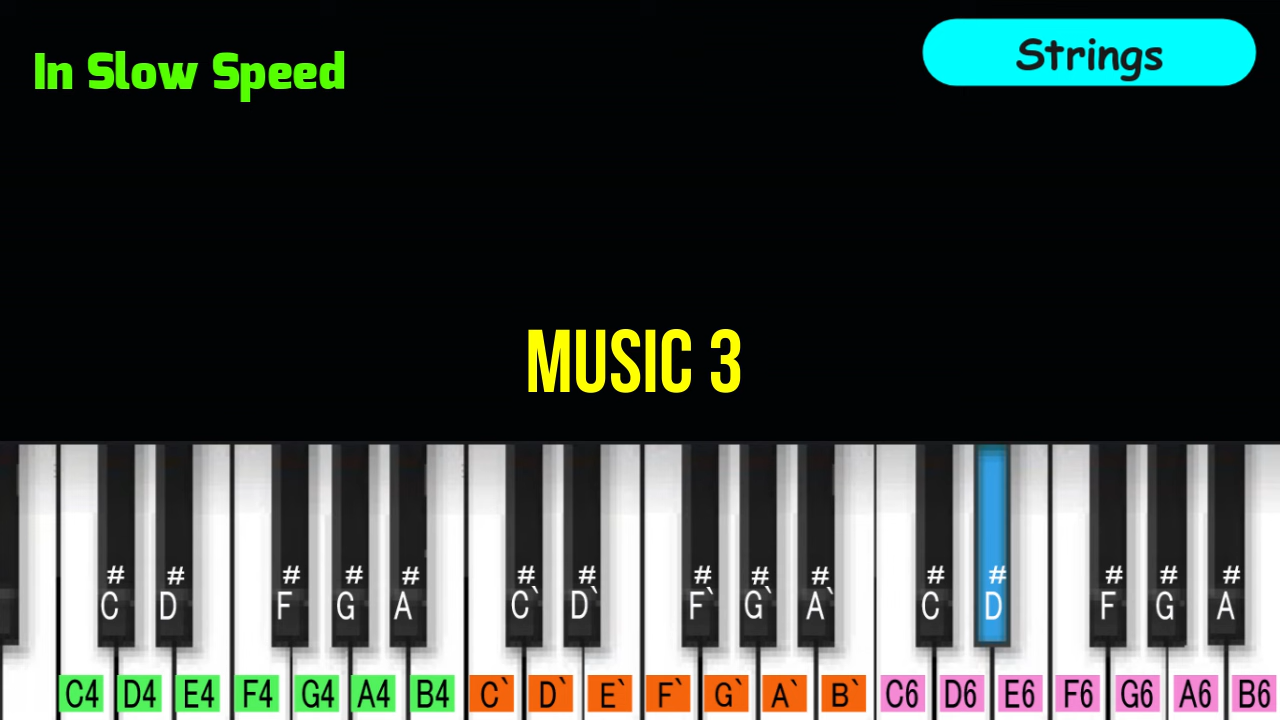 In Slow Speed
Strings
MUSIC 3
# # # # # # # # # # # # # # #
C D F G A C` D` F` G` A` C D F G A
C4 D4 E4 F4 G4 A4 B4 C` D` E` F` G` A` B` C6 D6 E6 F6 G6 A6 B6